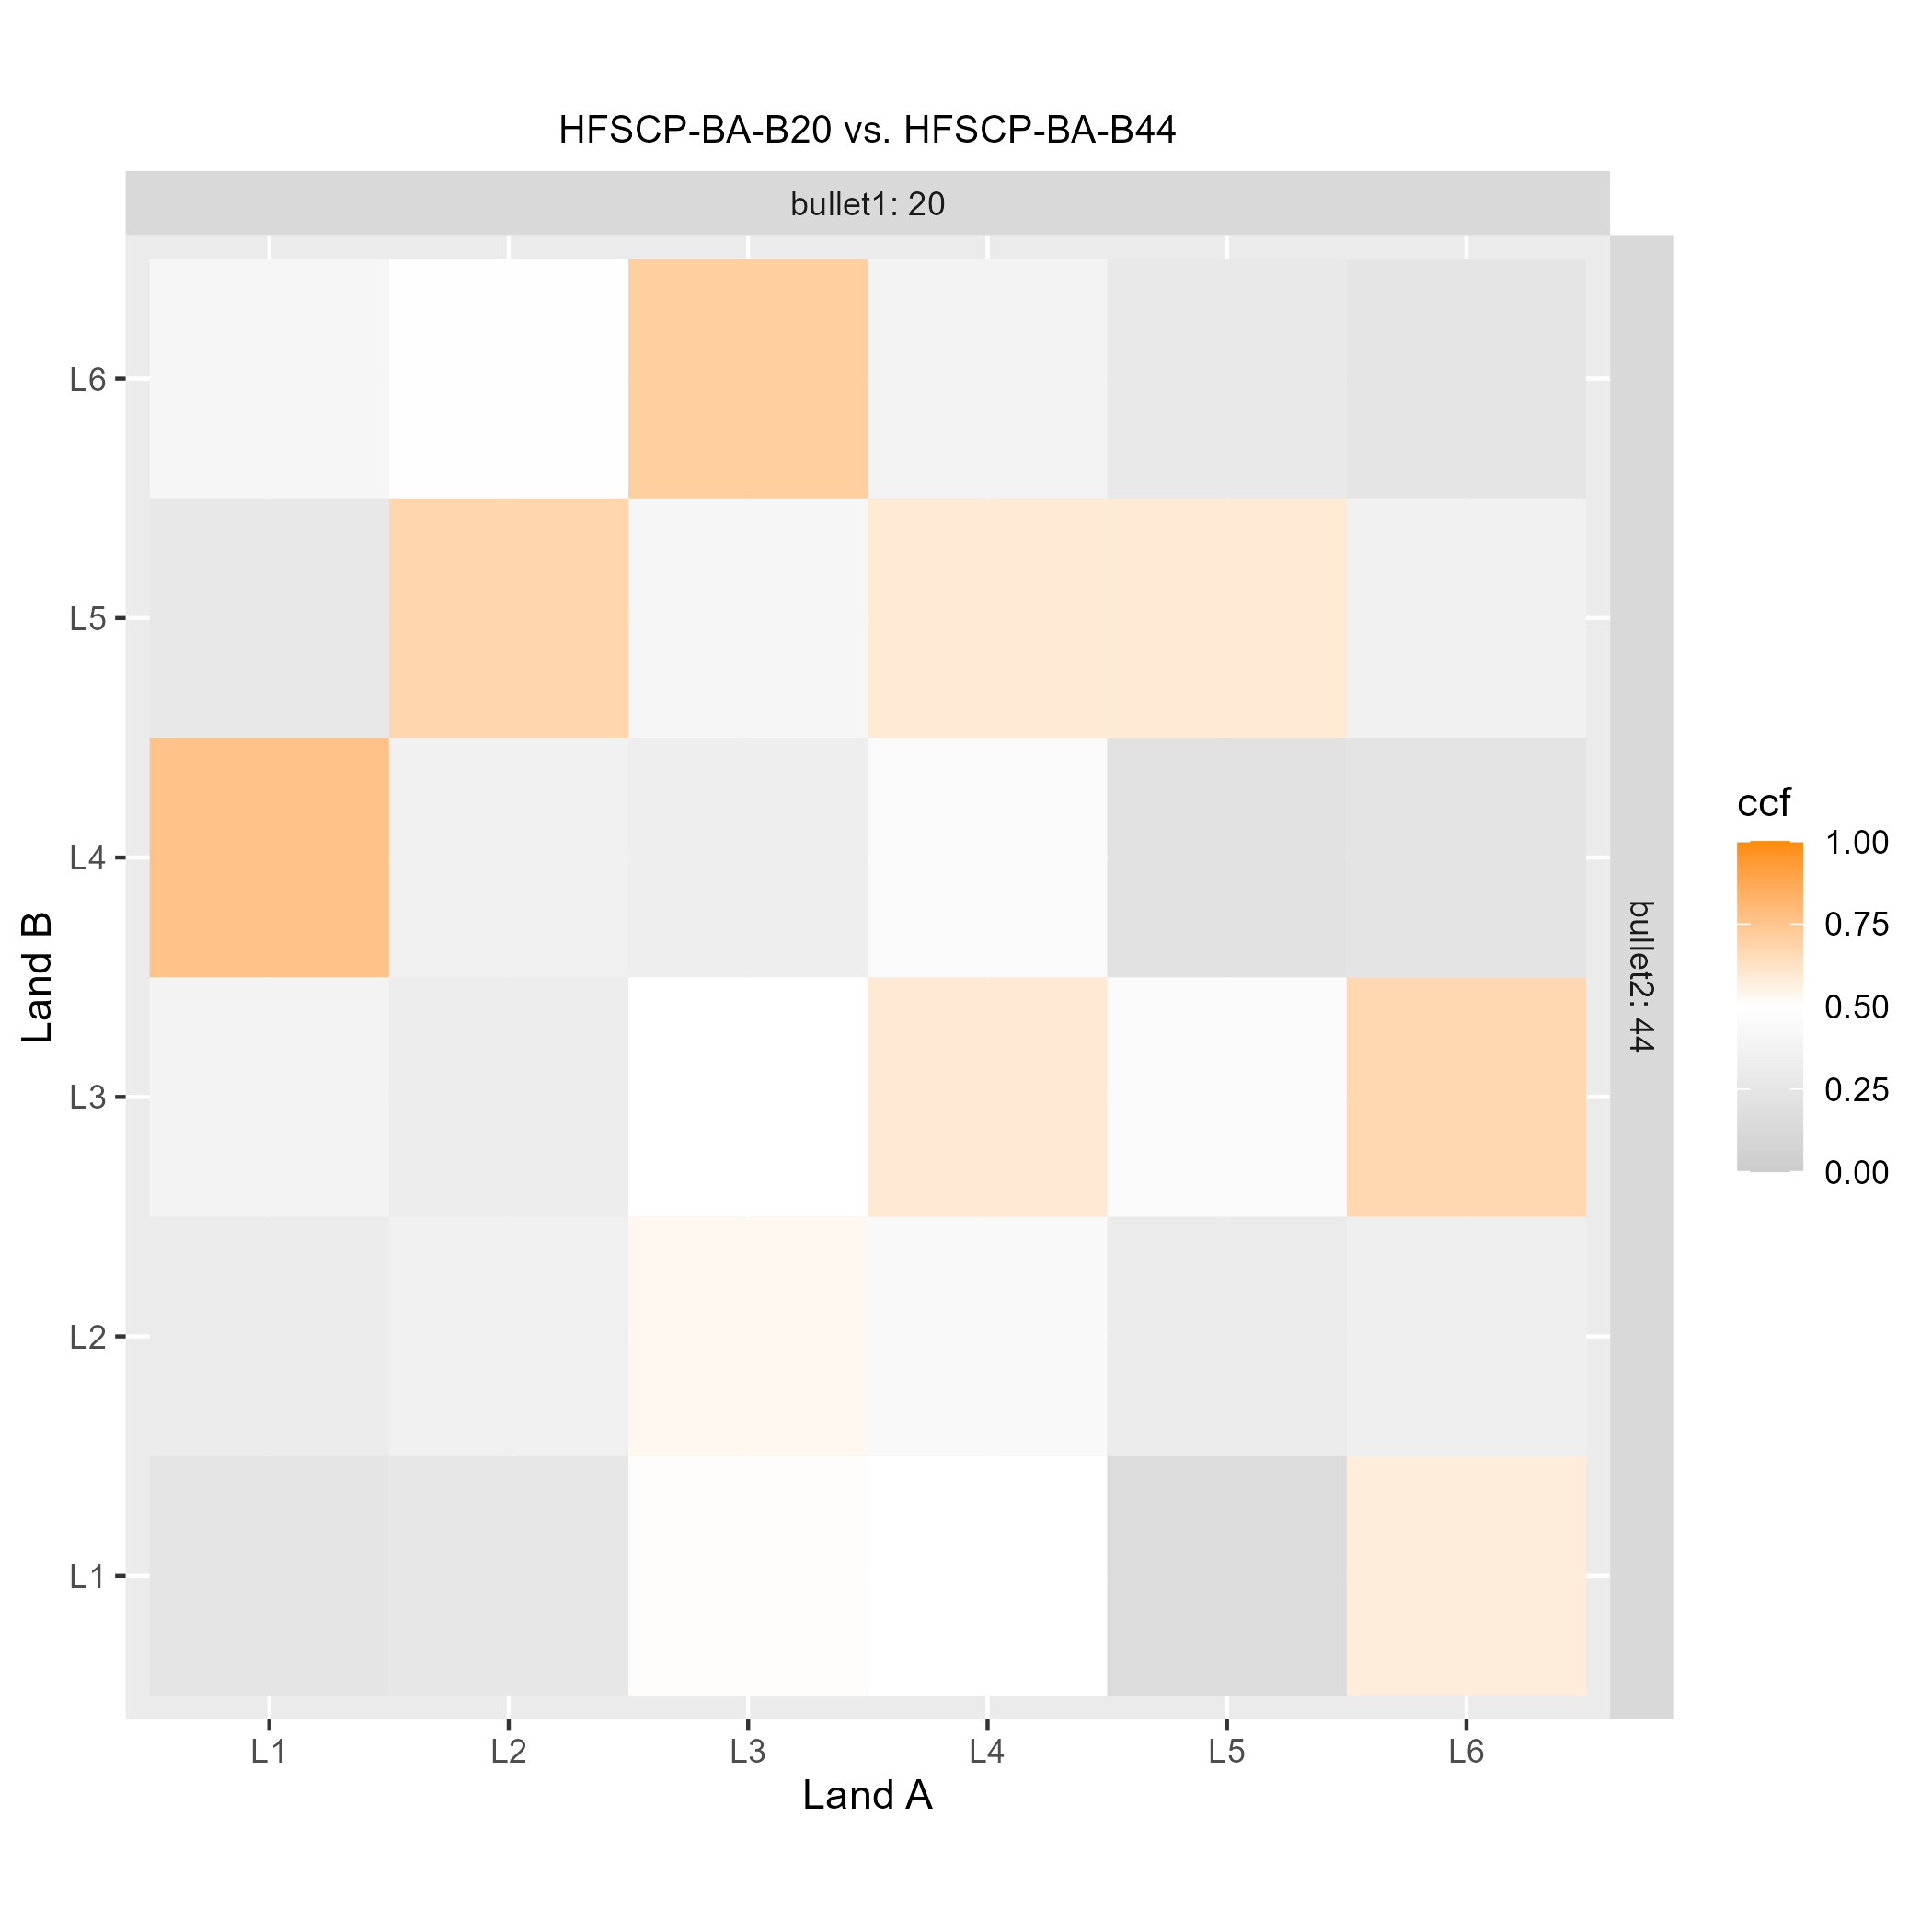 HFSCP-BA-B20 vs. HFSCP-BA-B44
bullet1: 20
L6
L5
L4
L3
L2
L1
Land B
bullet2: 44
L1 L2 L3 L4 L5 L6
Land A
ccf
1.00
0.75
0.50
0.25
0.00